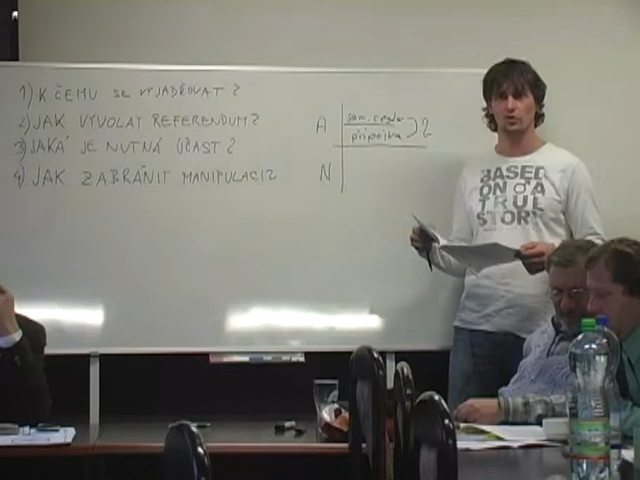 1) K ČEMU SE VYJADŘOVAT?
2) JAK VYVOLAT REFERENDUM?
3) JAKÁ JE NUTNÁ ÚČAST?
4) JAK ZABRÁNIT MANIPULACI?
A
přípojka
N
BASED
ON A
TRUE
STORY